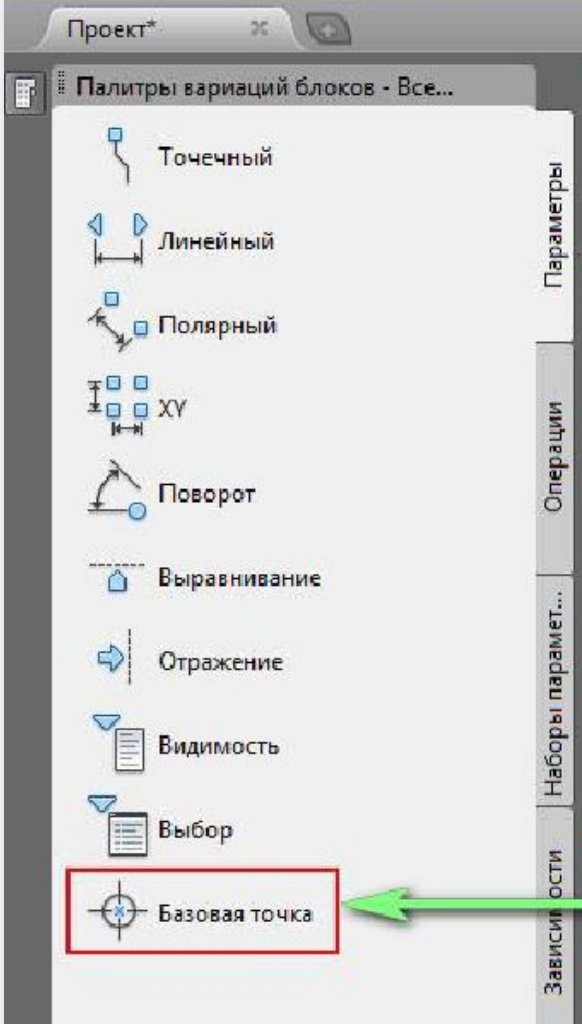 Проект*
Палитры вариаций блоков - Все...
Точечный
Линейный
Полярный
XY
Поворот
Выравнивание
Отражение
Видимость
Выбор
Базовая точка
Параметры
Операции
Наборы парамет...
Зависимости